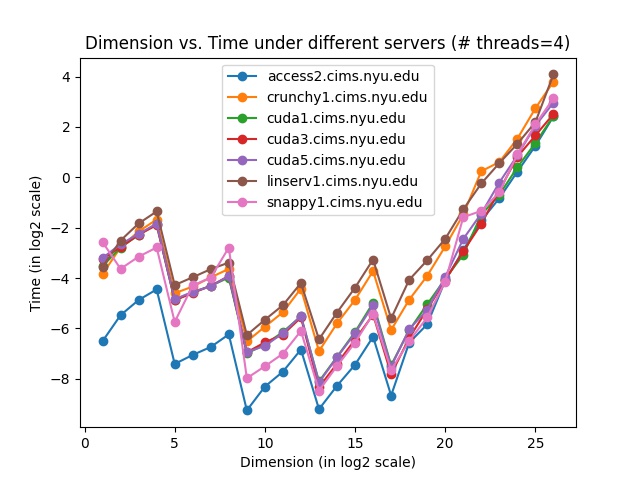 Dimension vs. Time under different servers (# threads=4)
access2.cims.nyu.edu
crunchy1.cims.nyu.edu
cuda1.cims.nyu.edu
cuda3.cims.nyu.edu
cuda5.cims.nyu.edu
linserv1.cims.nyu.edu
snappy1.cims.nyu.edu
Time (in log2 scale)
4
2
0
−2
−4
−6
−8
0 5 10 15 20 25
Dimension (in log2 scale)